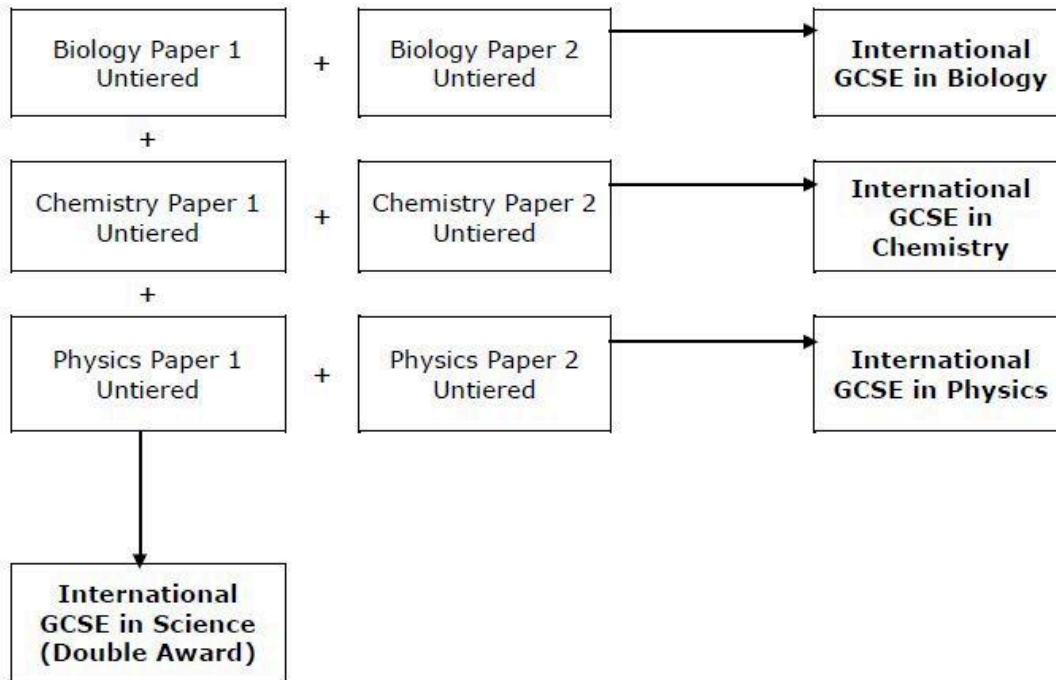 Biology Paper 1
Untiered
+
Biology Paper 2
Untiered
International
GCSE in Biology
+
Chemistry Paper 1
Untiered
+
Chemistry Paper 2
Untiered
International
GCSE in
Chemistry
+
Physics Paper 1
Untiered
+
Physics Paper 2
Untiered
International
GCSE in Physics
International
GCSE in Science
(Double Award)